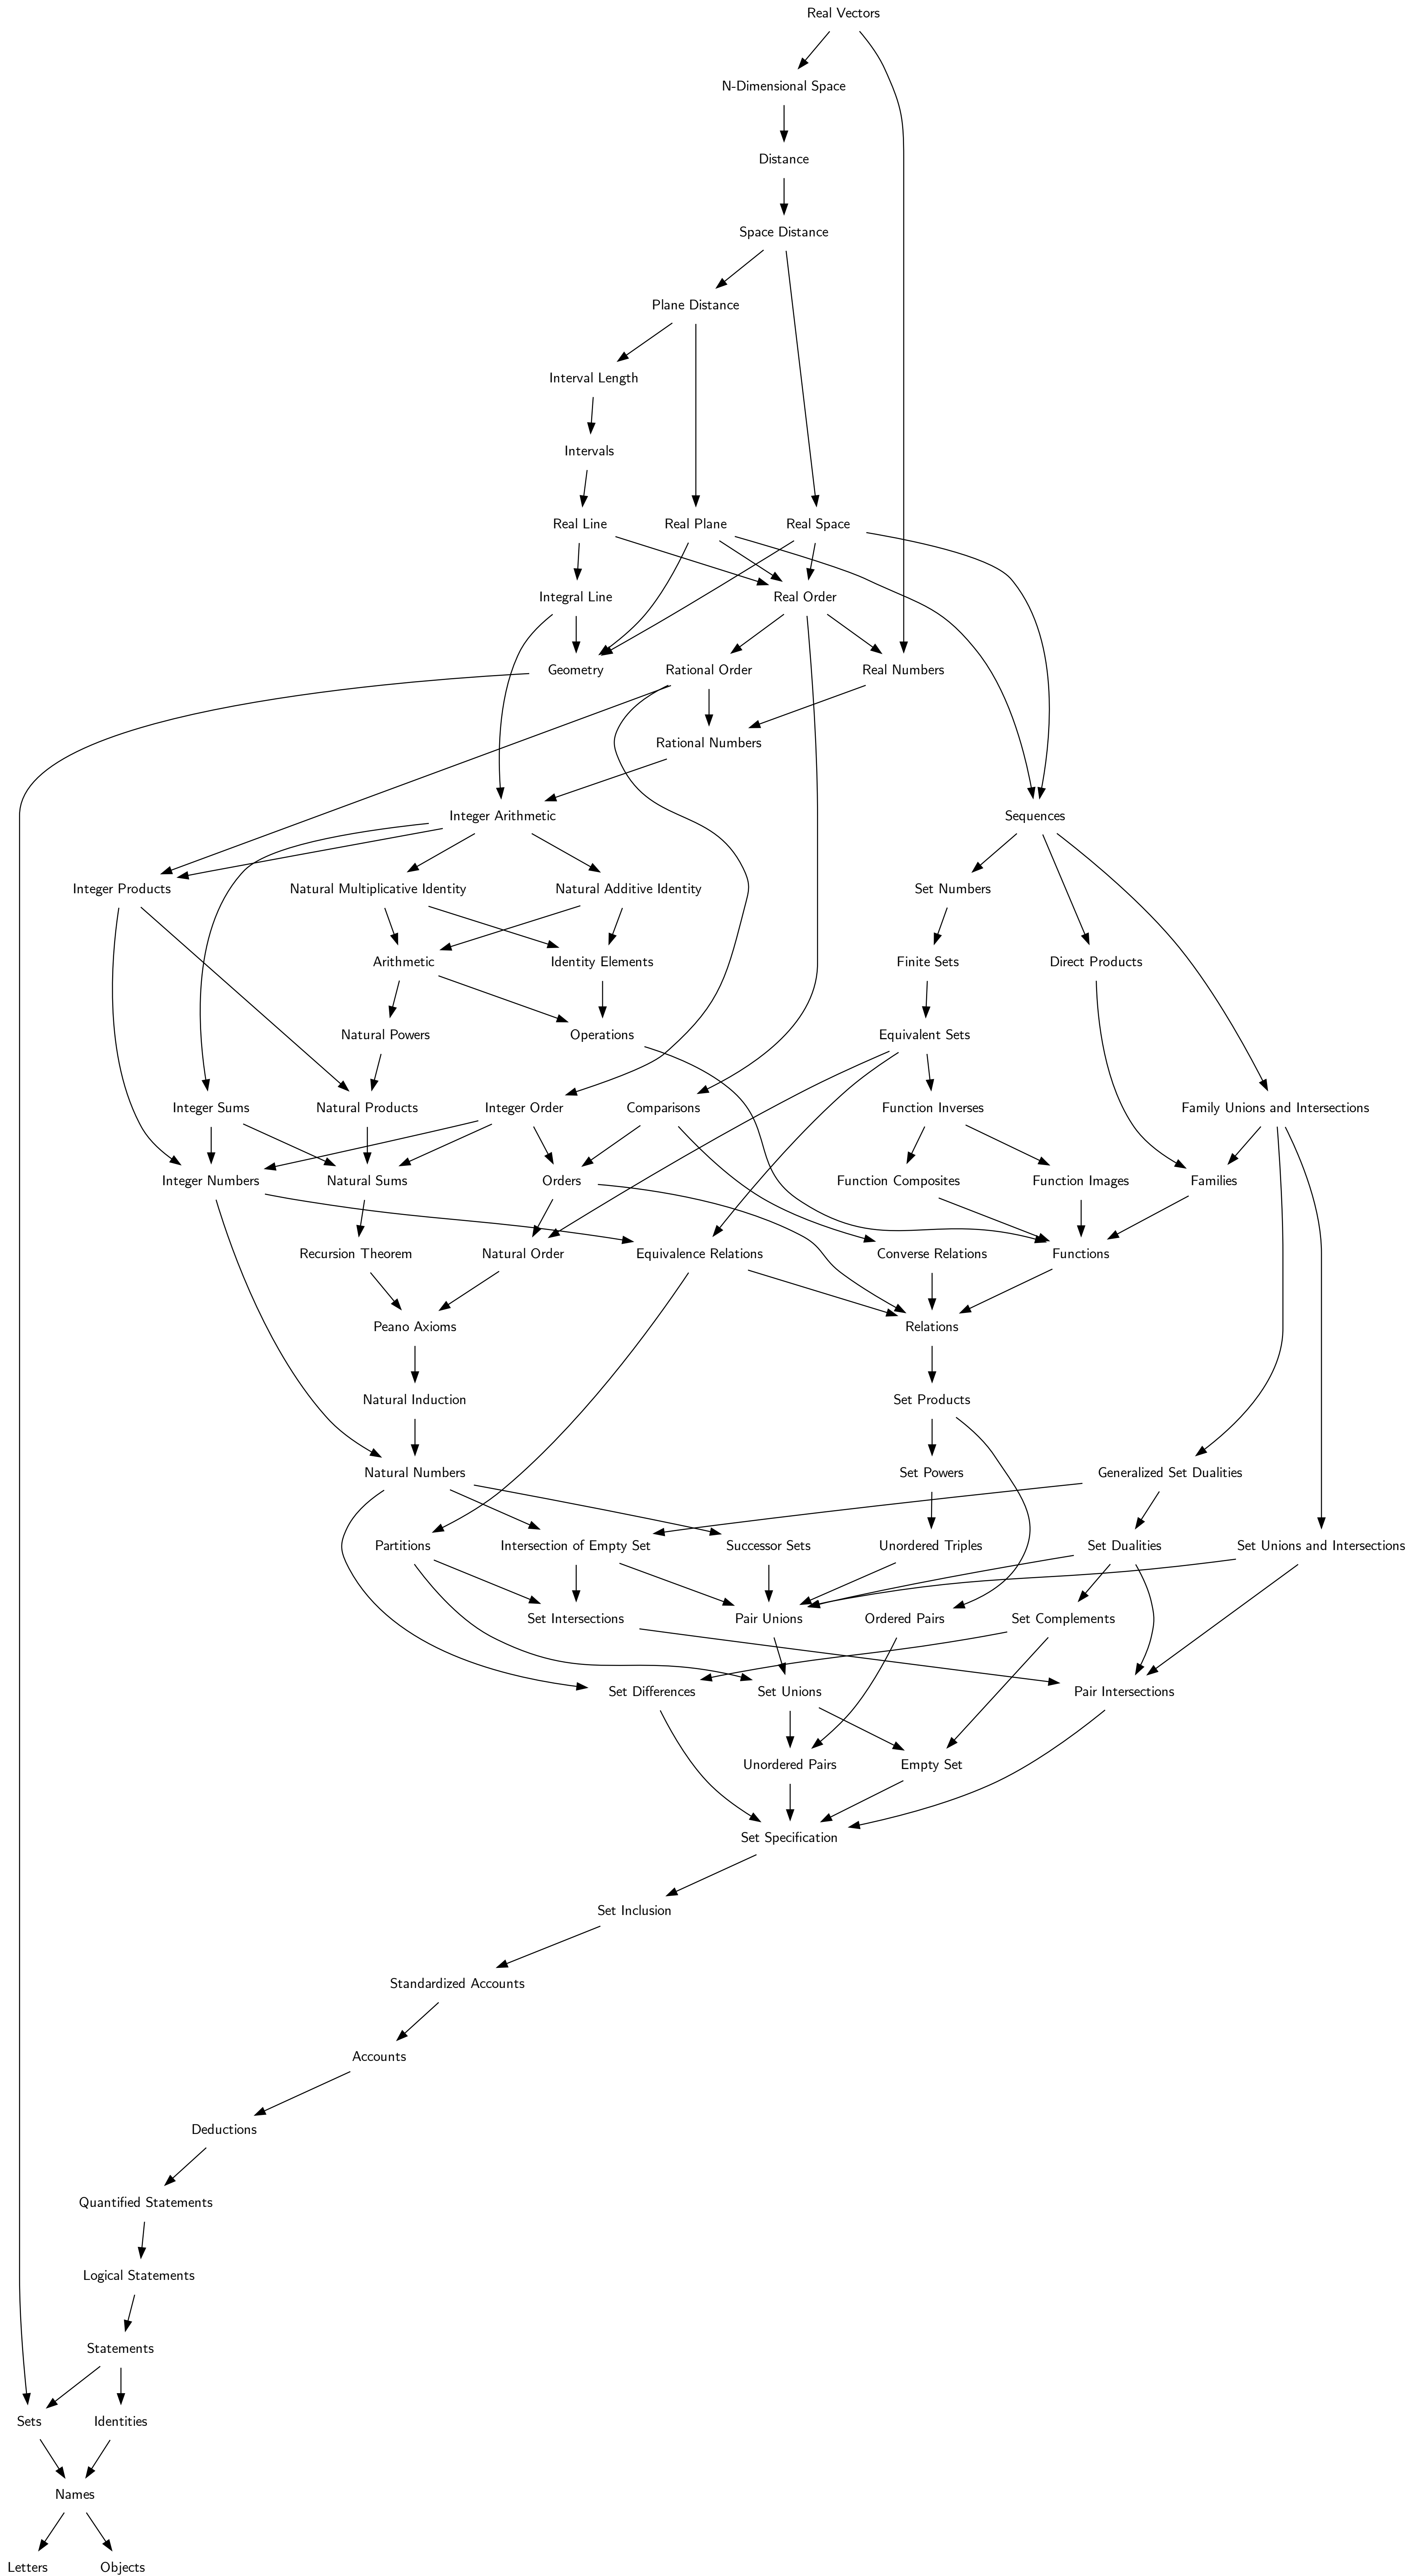 Real Vectors
N-Dimensional Space
Distance
Space Distance
Plane Distance
Interval Length
Intervals
Real Line
Real Plane
Real Space
Integral Line
Real Order
Geometry
Rational Order
Real Numbers
Rational Numbers
Integer Arithmetic
Sequences
Integer Products
Natural Multiplicative Identity
Natural Additive Identity
Set Numbers
Arithmetic
Identity Elements
Finite Sets
Direct Products
Natural Powers
Operations
Equivalent Sets
Integer Sums
Natural Products
Integer Order
Comparisons
Function Inverses
Family Unions and Intersections
Integer Numbers
Natural Sums
Orders
Function Composites
Function Images
Families
Recursion Theorem
Natural Order
Equivalence Relations
Converse Relations
Functions
Peano Axioms
Relations
Natural Induction
Set Products
Natural Numbers
Set Powers
Generalized Set Dualities
Partitions
Intersection of Empty Set
Successor Sets
Unordered Triples
Set Dualities
Set Unions and Intersections
Set Intersections
Pair Unions
Ordered Pairs
Set Complements
Set Differences
Set Unions
Pair Intersections
Unordered Pairs
Empty Set
Set Specification
Set Inclusion
Standardized Accounts
Accounts
Deductions
Quantified Statements
Logical Statements
Statements
Sets
Identities
Names
Letters
Objects